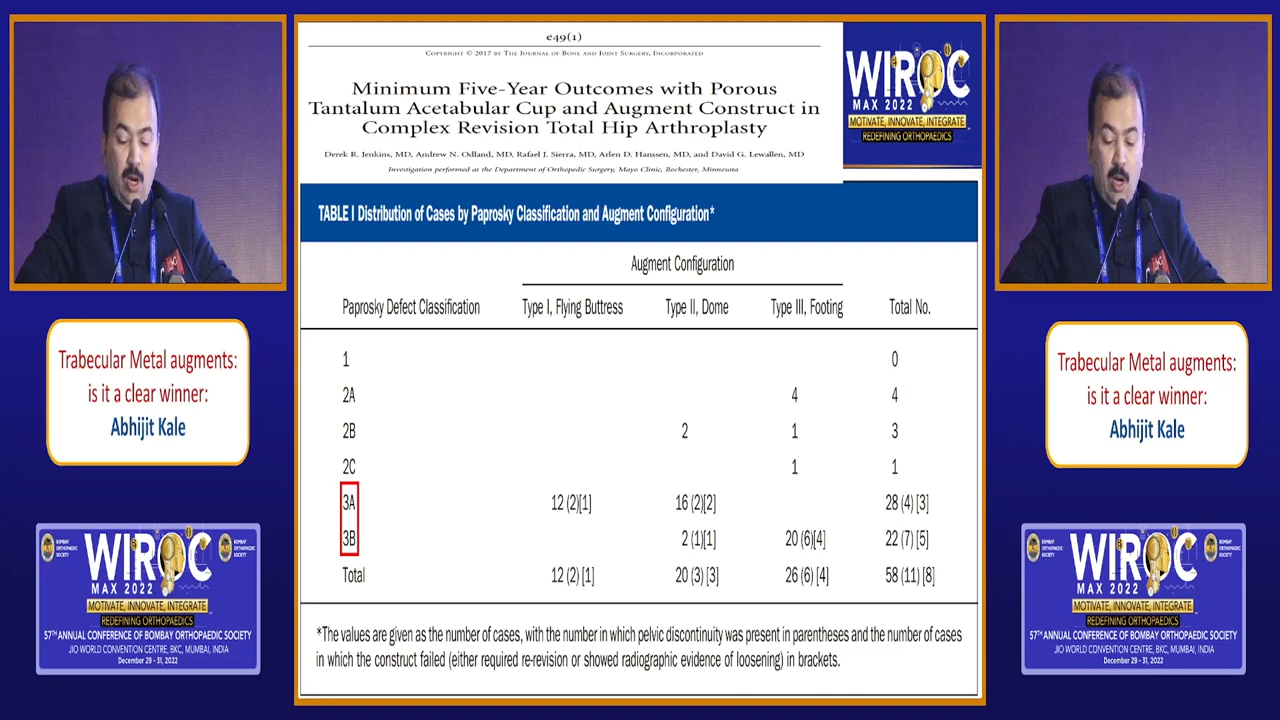 e49(1)
COPYRIGHT © 2017 BY THE JOURNAL OF BONE AND JOINT SURGERY, INCORPORATED
Minimum Five-Year Outcomes with Porous
Tantalum Acetabular Cup and Augment Construct in
Complex Revision Total Hip Arthroplasty
Derek R. Jenkins, MD, Andrew N. Odland, MD, Rafael J. Sierra, MD, Arlen D. Hanssen, MD, and David G. Lewallen, MD
Investigation performed at the Department of Orthopedic Surgery, Mayo Clinic, Rochester, Minnesota
WIROC
MAX 2022
MOTIVATE, INNOVATE, INTEGRATE
REDEFINING ORTHOPAEDICS
TABLE I Distribution of Cases by Paprosky Classification and Augment Configuration*
Augment Configuration
Paprosky Defect Classification Type I, Flying Buttress Type II, Dome Type III, Footing Total No.
1 0
2A 4 4
2B 2 1 3
2C 1 1
3A 12 (2)[1] 16 (2)[2] 28 (4) [3]
3B 2 (1)[1] 20 (6)[4] 22 (7) [5]
Total 12 (2) [1] 20 (3) [3] 26 (6) [4] 58 (11) [8]
*The values are given as the number of cases, with the number in which pelvic discontinuity was present in parentheses and the number of cases
in which the construct failed (either required re-revision or showed radiographic evidence of loosening) in brackets.
Trabecular Metal augments:
is it a clear winner:
Abhijit Kale
BOMBAY
ORTHOPAEDIC
SOCIETY
WIROC
MAX 2022
MOTIVATE, INNOVATE, INTEGRATE
REDEFINING ORTHOPAEDICS
BOMBAY
ORTHOPAEDIC
SOCIETY
57TH ANNUAL CONFERENCE OF BOMBAY ORTHOPAEDIC SOCIETY
JIO WORLD CONVENTION CENTRE, BKC, MUMBAI, INDIA
December 29 - 31, 2022
Trabecular Metal augments:
is it a clear winner:
Abhijit Kale
BOMBAY
ORTHOPAEDIC
SOCIETY
WIROC
MAX 2022
MOTIVATE, INNOVATE, INTEGRATE
REDEFINING ORTHOPAEDICS
BOMBAY
ORTHOPAEDIC
SOCIETY
57TH ANNUAL CONFERENCE OF BOMBAY ORTHOPAEDIC SOCIETY
JIO WORLD CONVENTION CENTRE, BKC, MUMBAI, INDIA
December 29 - 31, 2022